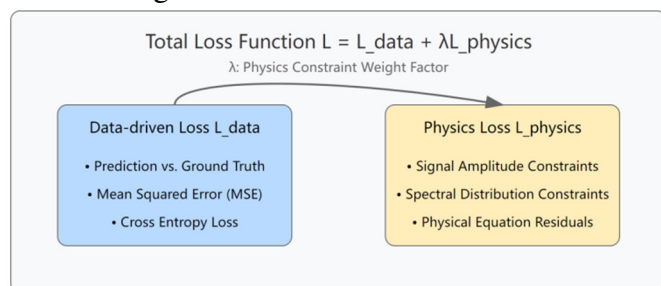 Total Loss Function L = L_data + λL_physics
λ: Physics Constraint Weight Factor
Data-driven Loss L_data
• Prediction vs. Ground Truth
• Mean Squared Error (MSE)
• Cross Entropy Loss
Physics Loss L_physics
• Signal Amplitude Constraints
• Spectral Distribution Constraints
• Physical Equation Residuals